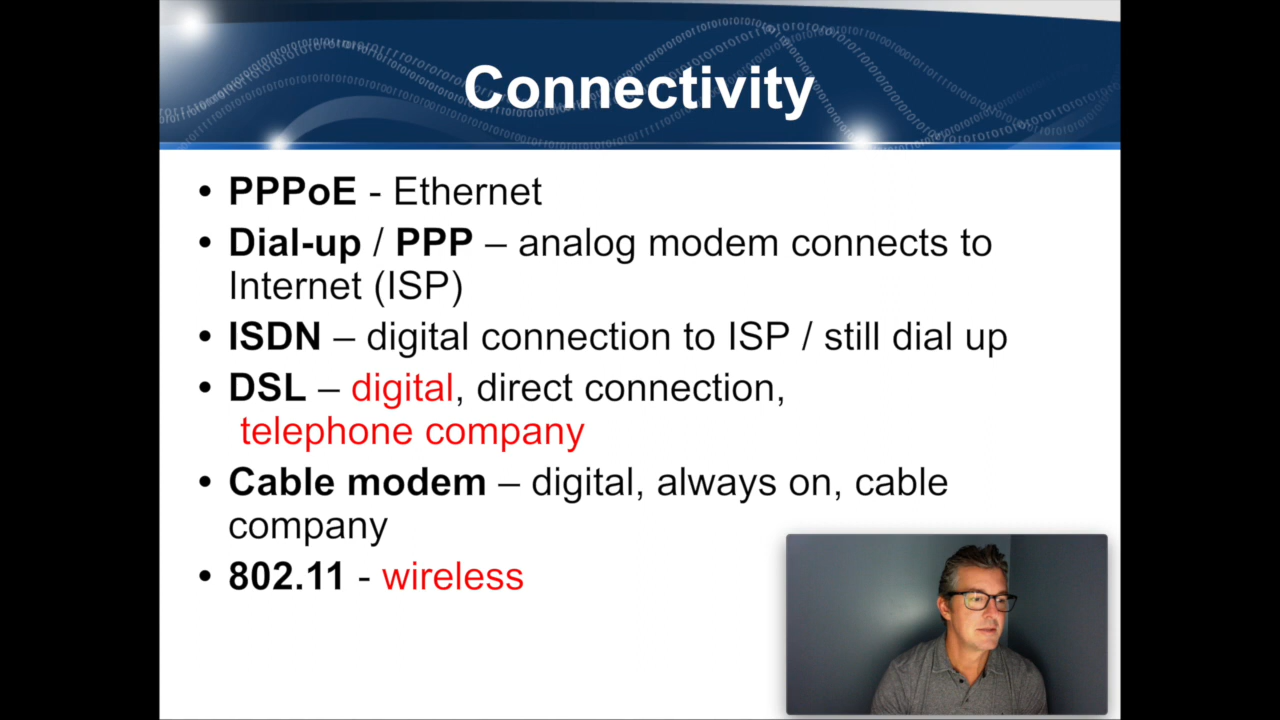 Connectivity
• PPPoE - Ethernet
• Dial-up / PPP – analog modem connects to
Internet (ISP)
• ISDN – digital connection to ISP / still dial up
• DSL – digital, direct connection,
telephone company
• Cable modem – digital, always on, cable
company
• 802.11 - wireless